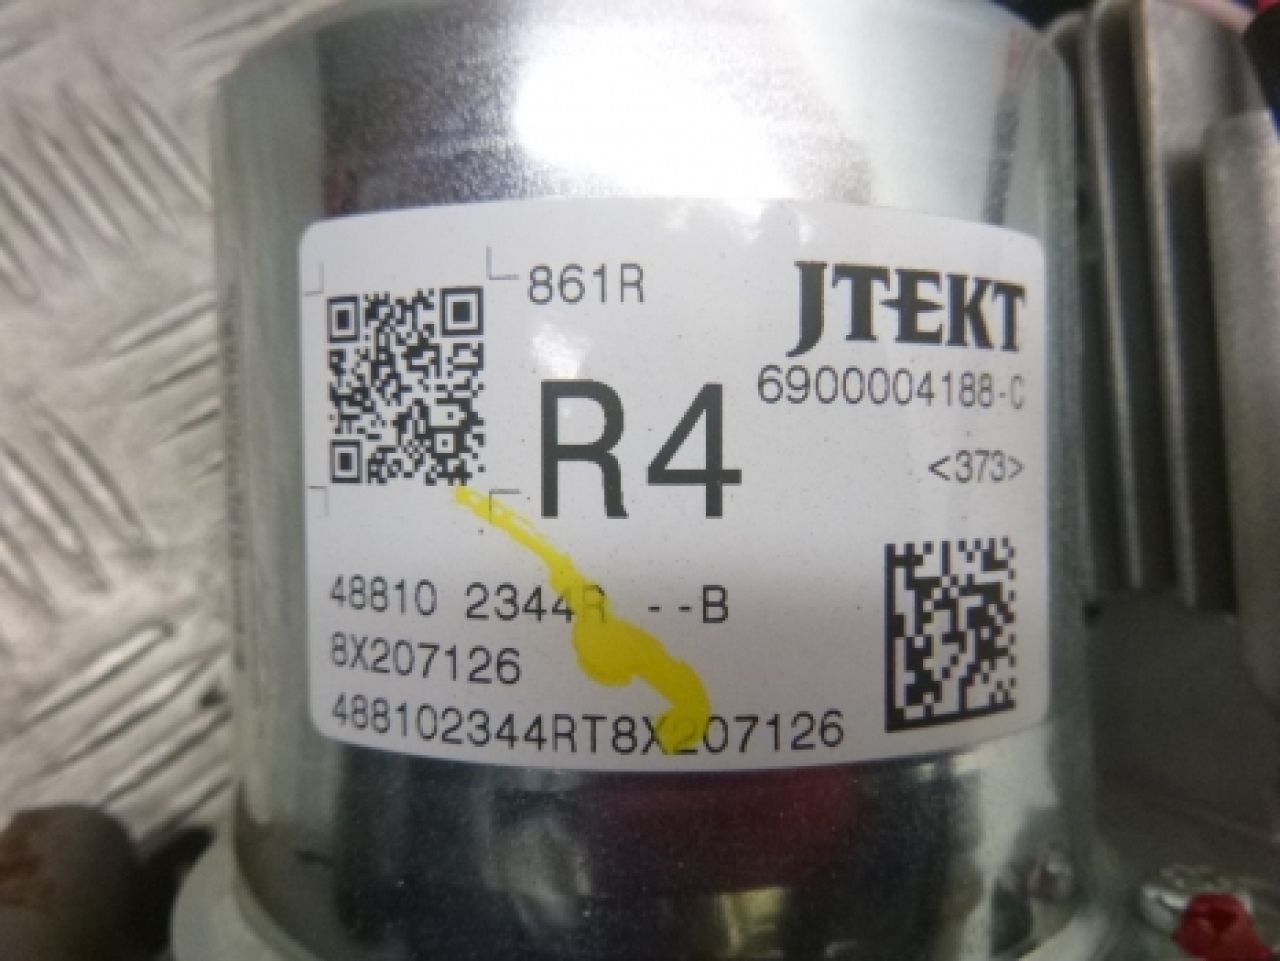 861R
JTEKT
6900004188-C
R4
<373>
48810 2344R --B
8X207126
488102344RT8X207126